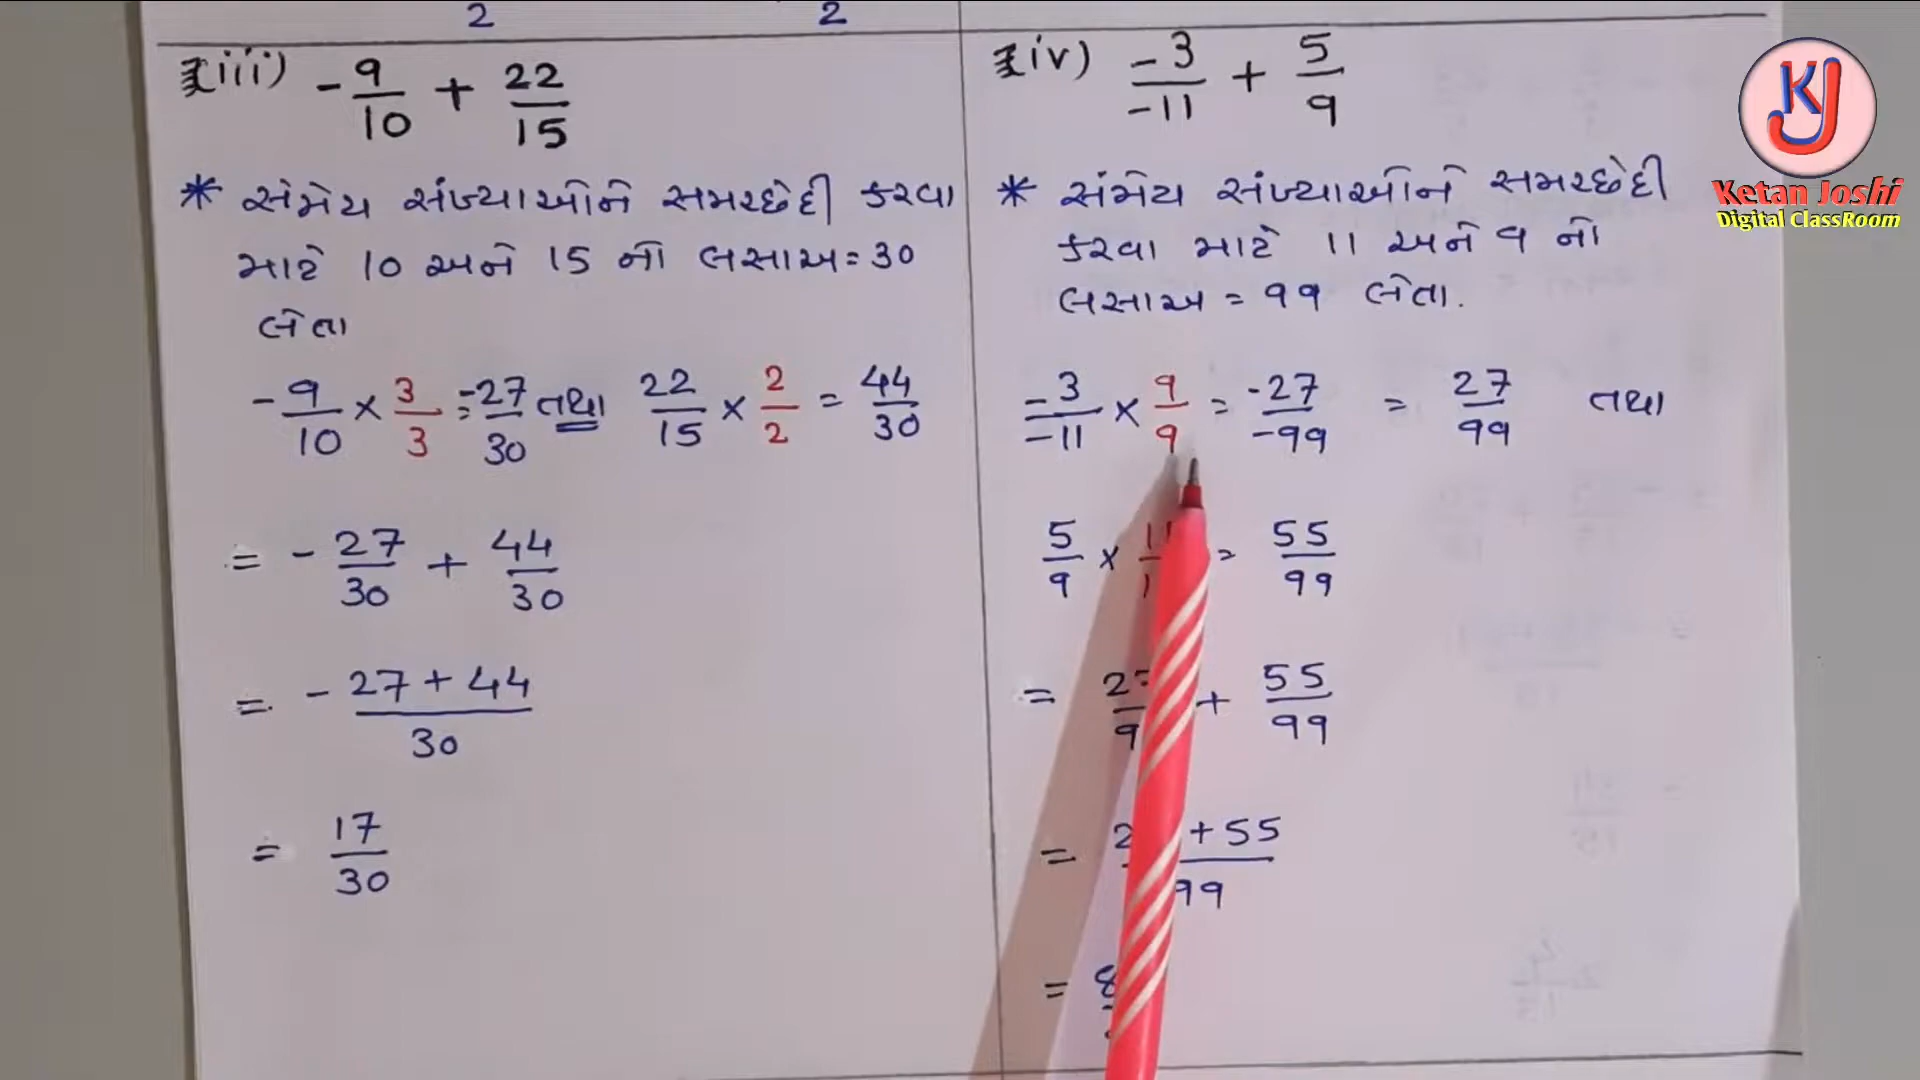 2 2
(iii) -9/10 + 22/15
* સંમેય સંખ્યાઓને સમચ્છેદી કરવા
માટે 10 અને 15 નો લસાઅ = 30
લેતા
-9/10 × 3/3 = -27/30 તથા 22/15 × 2/2 = 44/30
= -27/30 + 44/30
= -27+44/30
= 17/30
(iv) -3/-11 + 5/9
* સંમેય સંખ્યાઓને સમચ્છેદી
કરવા માટે 11 અને 9 નો
લસાઅ = 99 લેતા.
-3/-11 × 9/9 = -27/-99 = 27/99 તથા
5/9 × = 55/99
= + 55/99
= +55/99
=
KJ
Ketan Joshi
Digital ClassRoom